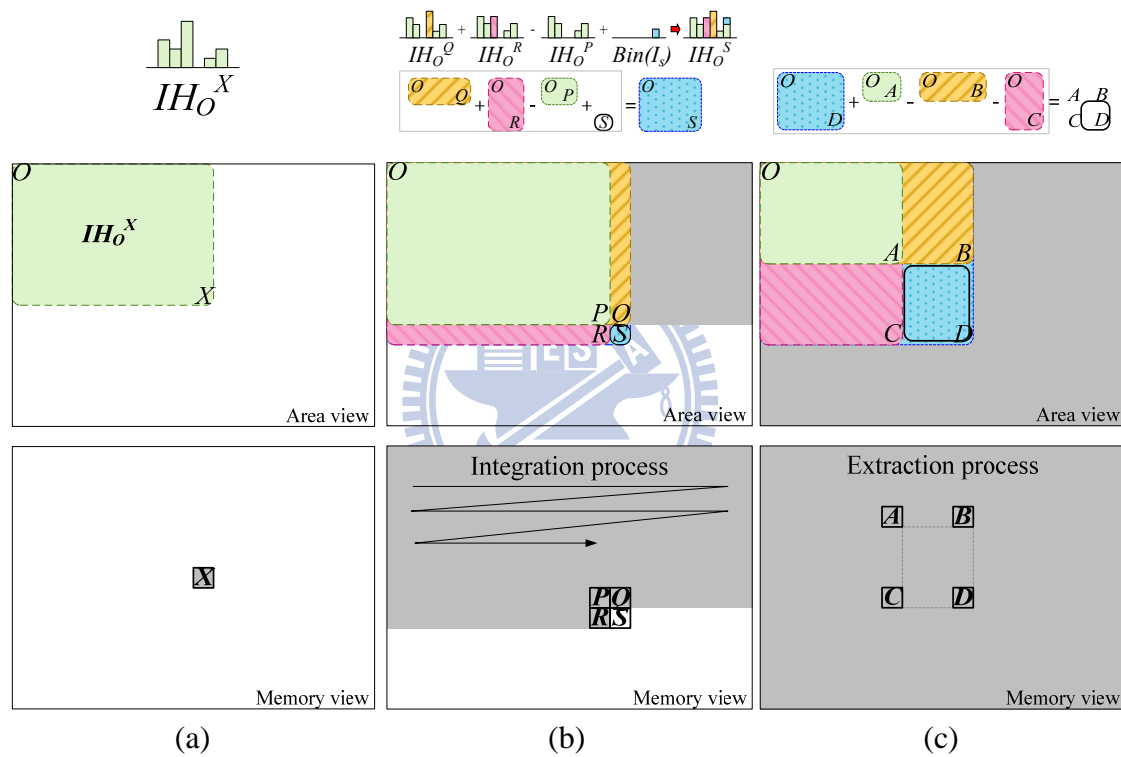 IH_O^X
IH_O^Q + IH_O^R - IH_O^P + Bin(I_s) IH_O^S
O Q + O R - O P + S = O S
O D + O A - O B - O C = A B C D
O
IH_O^X
X
Area view
O
P Q
R S
Area view
O
A B
C D
Area view
X
Memory view
Integration process
P Q
R S
Memory view
Extraction process
A B
C D
Memory view
(a) (b) (c)